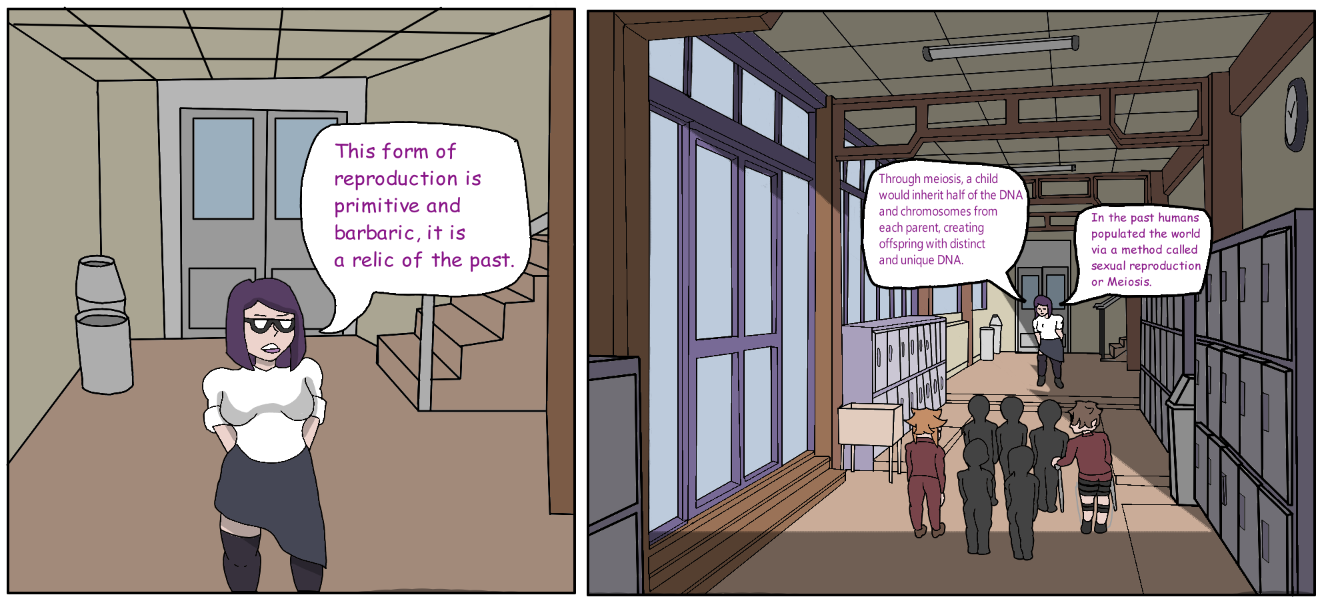 In the past humans
populated the world
via a method called
sexual reproduction
or Meiosis.
Through meiosis, a child
would inherit half of the DNA
and chromosomes from
each parent, creating
offspring with distinct
and unique DNA.
This form of
reproduction is
primitive and
barbaric, it is
a relic of the past.